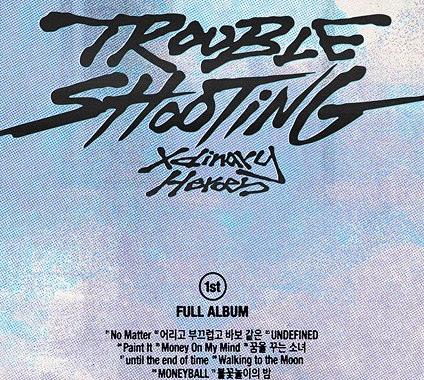 TROUBLE
SHOOTING
Xdinary
Heroes
1st
FULL ALBUM
"No Matter "어리고 부끄럽고 바보 같은 "UNDEFINED
"Paint It "Money On My Mind "꿈을 꾸는 소녀
"until the end of time "Walking to the Moon
"MONEYBALL "불꽃놀이의 밤